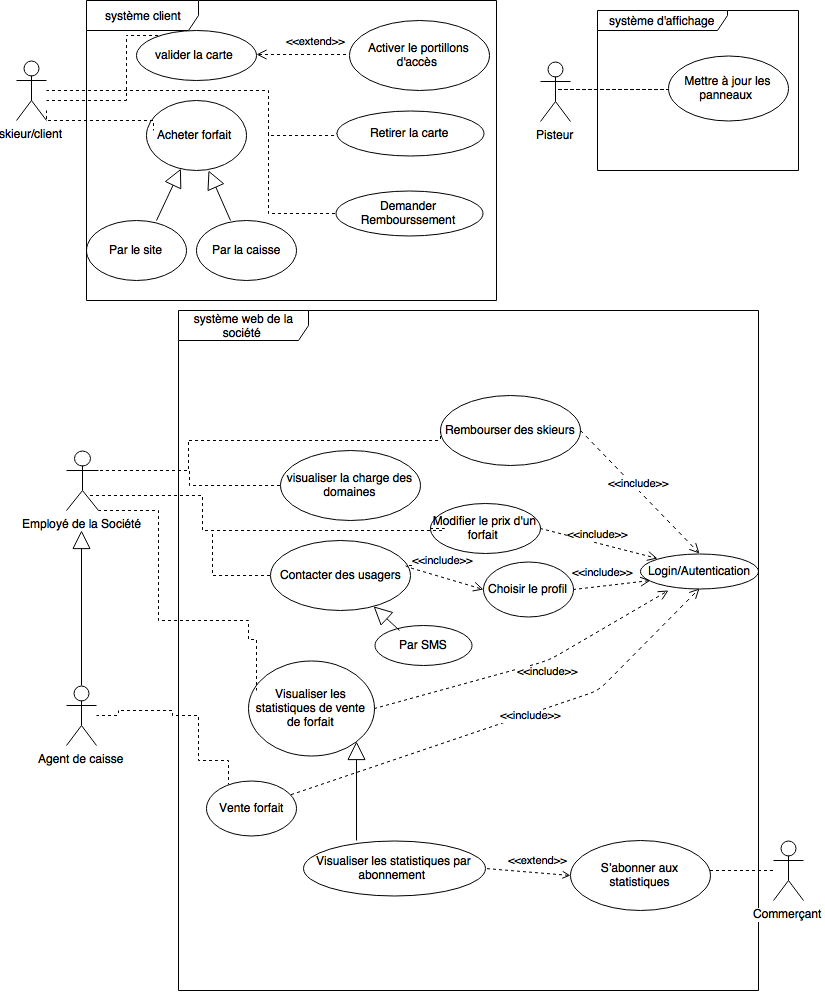 système client
valider la carte
<<extend>>
Activer le portillons
d'accès
skieur/client
Acheter forfait
Retirer la carte
Demander
Rembourssement
Par le site
Par la caisse
système d'affichage
Mettre à jour les
panneaux
Pisteur
système web de la
société
Rembourser des skieurs
<<include>>
visualiser la charge des
domaines
Employé de la Société
Modifier le prix d'un
forfait
<<include>>
Contacter des usagers
<<include>>
Choisir le profil
<<include>>
Login/Autentication
Par SMS
Visualiser les
statistiques de vente
de forfait
<<include>>
<<include>>
Agent de caisse
Vente forfait
Visualiser les statistiques par
abonnement
<<extend>>
S'abonner aux
statistiques
Commerçant